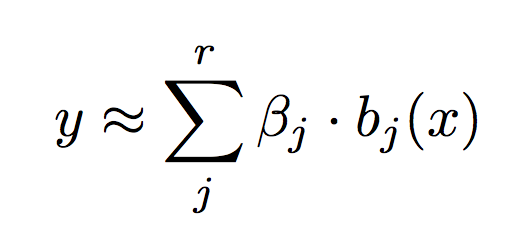 y ≈ ∑_j^r β_j · b_j(x)